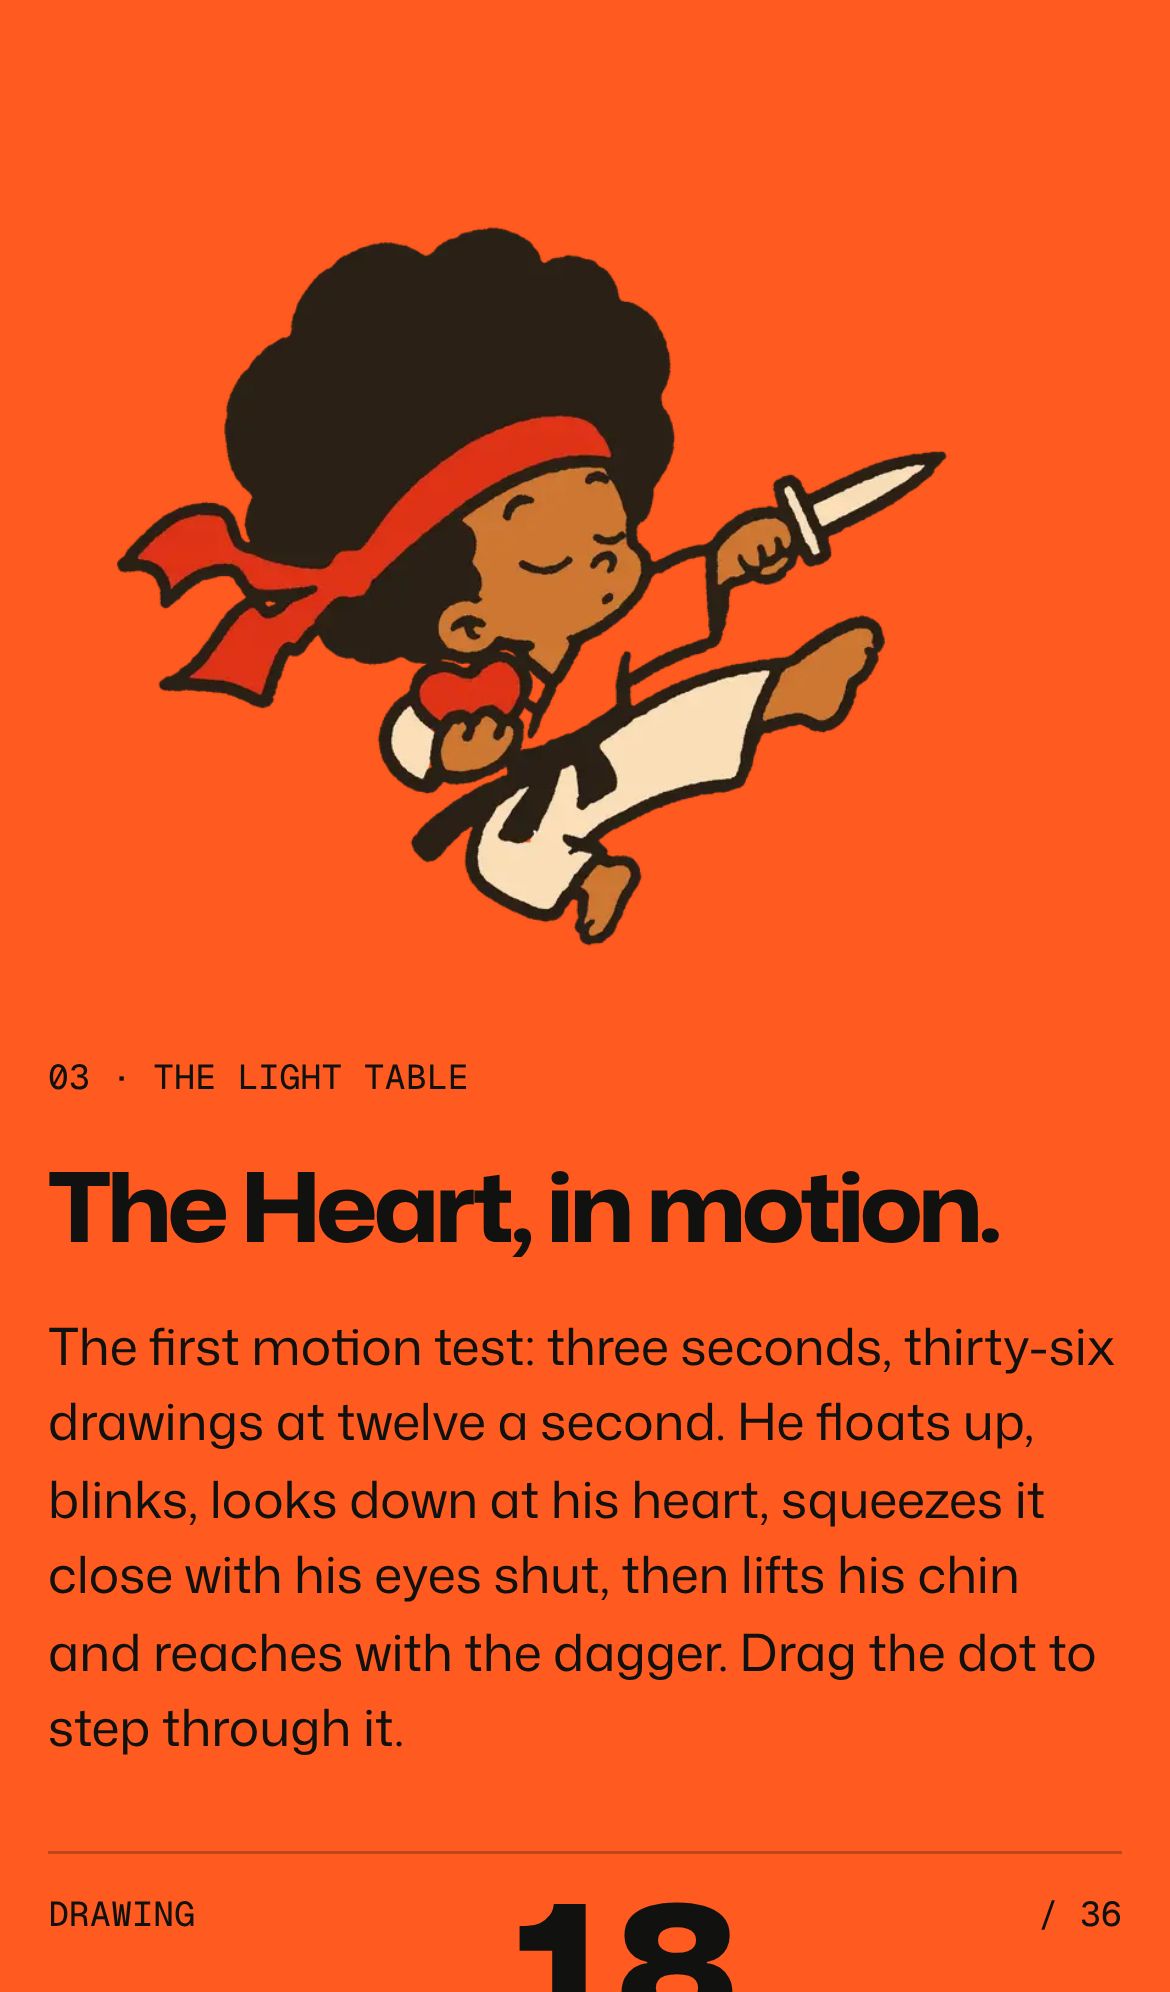 03 · THE LIGHT TABLE
The Heart, in motion.
The first motion test: three seconds, thirty-six
drawings at twelve a second. He floats up,
blinks, looks down at his heart, squeezes it
close with his eyes shut, then lifts his chin
and reaches with the dagger. Drag the dot to
step through it.
DRAWING 18 / 36